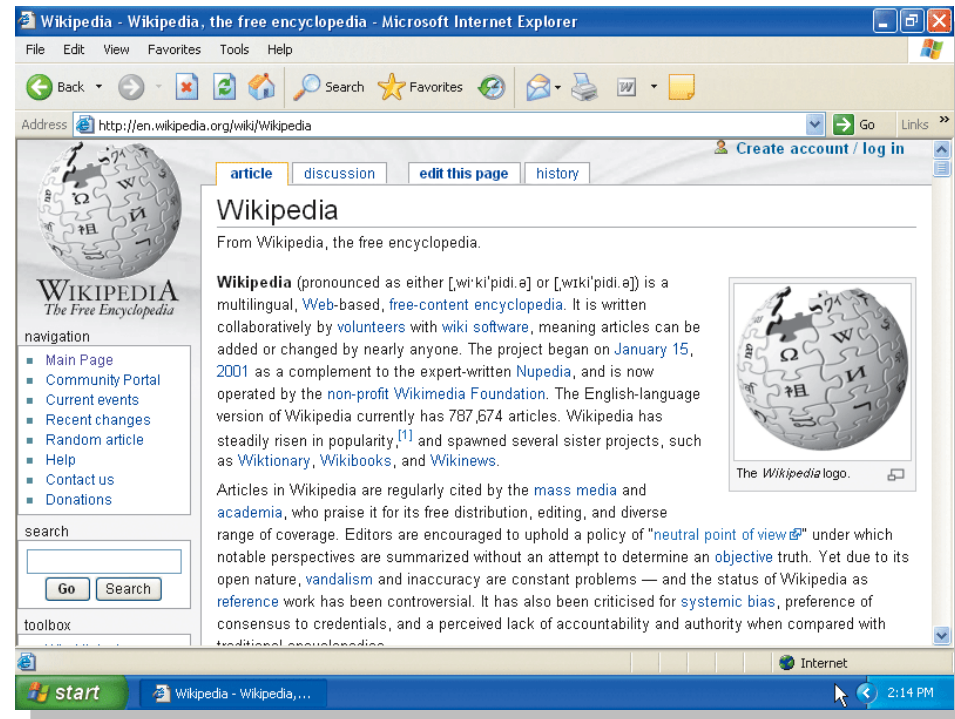 Wikipedia - Wikipedia, the free encyclopedia - Microsoft Internet Explorer
File Edit View Favorites Tools Help
Back Search Favorites
Address http://en.wikipedia.org/wiki/Wikipedia Go Links »
Create account / log in
article discussion edit this page history
WIKIPEDIA
The Free Encyclopedia
navigation
Main Page
Community Portal
Current events
Recent changes
Random article
Help
Contact us
Donations
search
Go Search
toolbox
Wikipedia
From Wikipedia, the free encyclopedia.
Wikipedia (pronounced as either [ˌwiːki'pidi.ə] or [ˌwɪki'pidi.ə]) is a
multilingual, Web-based, free-content encyclopedia. It is written
collaboratively by volunteers with wiki software, meaning articles can be
added or changed by nearly anyone. The project began on January 15,
2001 as a complement to the expert-written Nupedia, and is now
operated by the non-profit Wikimedia Foundation. The English-language
version of Wikipedia currently has 787,674 articles. Wikipedia has
steadily risen in popularity,[1] and spawned several sister projects, such
as Wiktionary, Wikibooks, and Wikinews.
The Wikipedia logo.
Articles in Wikipedia are regularly cited by the mass media and
academia, who praise it for its free distribution, editing, and diverse
range of coverage. Editors are encouraged to uphold a policy of "neutral point of view" under which
notable perspectives are summarized without an attempt to determine an objective truth. Yet due to its
open nature, vandalism and inaccuracy are constant problems — and the status of Wikipedia as
reference work has been controversial. It has also been criticised for systemic bias, preference of
consensus to credentials, and a perceived lack of accountability and authority when compared with
traditional encyclopedias.
Internet
start Wikipedia - Wikipedia,... 2:14 PM